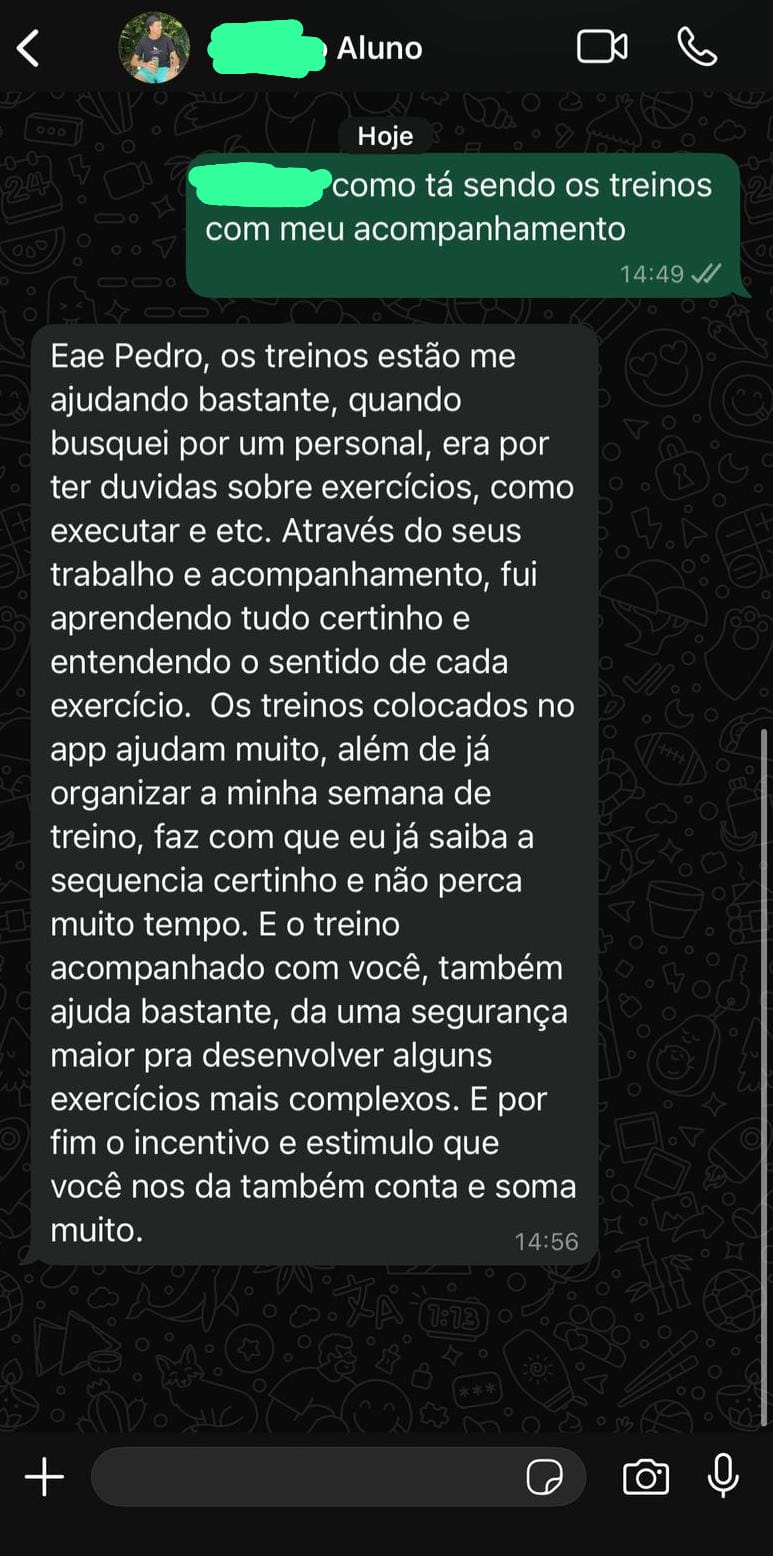 Aluno
Hoje
como tá sendo os treinos
com meu acompanhamento
14:49
Eae Pedro, os treinos estão me
ajudando bastante, quando
busquei por um personal, era por
ter duvidas sobre exercícios, como
executar e etc. Através do seus
trabalho e acompanhamento, fui
aprendendo tudo certinho e
entendendo o sentido de cada
exercício.  Os treinos colocados no
app ajudam muito, além de já
organizar a minha semana de
treino, faz com que eu já saiba a
sequencia certinho e não perca
muito tempo. E o treino
acompanhado com você, também
ajuda bastante, da uma segurança
maior pra desenvolver alguns
exercícios mais complexos. E por
fim o incentivo e estimulo que
você nos da também conta e soma
muito.
14:56